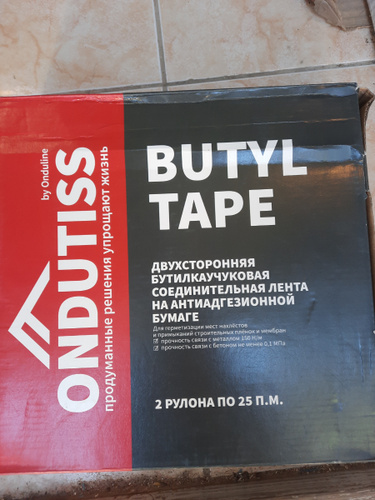 by Onduline
ONDUTISS
продуманные решения упрощают жизнь
BUTYL
TAPE
ДВУХСТОРОННЯЯ
БУТИЛКАУЧУКОВАЯ
СОЕДИНИТЕЛЬНАЯ ЛЕНТА
НА АНТИАДГЕЗИОННОЙ
БУМАГЕ
Для герметизации мест нахлёстов
и примыканий строительных пленок и мембран
прочность связи с металлом 150 Н/м
прочность связи с бетоном не менее 0,1 МПа
2 РУЛОНА ПО 25 П.М.